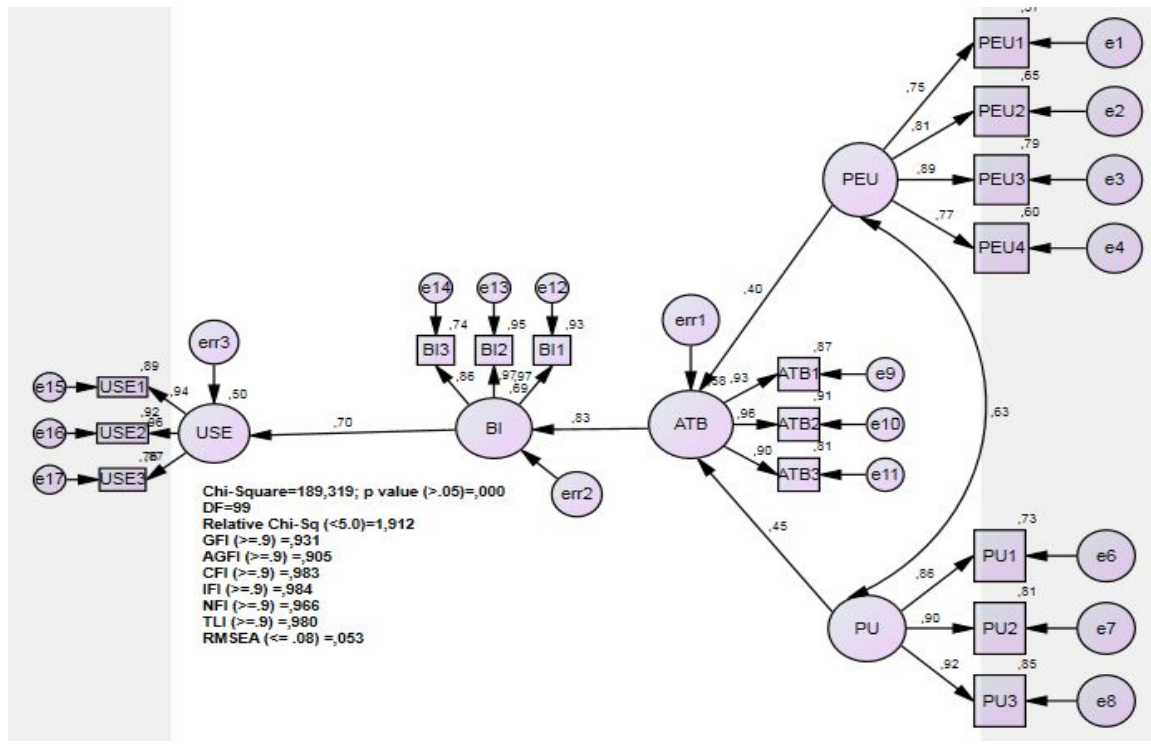 PEU1
e1
,75
,65
PEU2
e2
,81
,79
PEU
,89
PEU3
e3
,60
,77
PEU4
e4
,40
,63
e14
e13
e12
,74
,95
,93
BI3
BI2
BI1
,86
,97
,97
,69
BI
err1
err2
err3
,50
,89
e15
USE1
,94
,92
e16
USE2
,96
USE
e17
USE3
,70
,83
ATB
,93
,87
ATB1
e9
,91
,96
ATB2
e10
,81
,90
ATB3
e11
,45
,73
PU1
e6
,86
,81
PU
,90
PU2
e7
,85
,92
PU3
e8
Chi-Square=189,319; p value (>.05)=,000
DF=99
Relative Chi-Sq (<5.0)=1,912
GFI (>=.9) =,931
AGFI (>=.9) =,905
CFI (>=.9) =,983
IFI (>=.9) =,984
NFI (>=.9) =,966
TLI (>=.9) =,980
RMSEA (<= .08) =,053